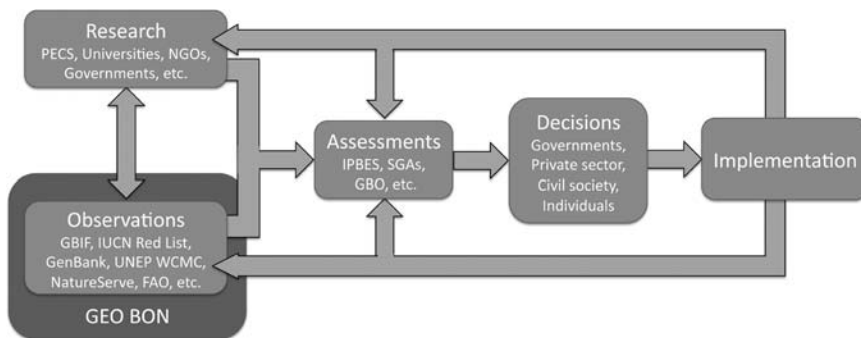 Research
PECS, Universities, NGOs,
Governments, etc.
Observations
GBIF, IUCN Red List,
GenBank, UNEP WCMC,
NatureServe, FAO, etc.
GEO BON
Assessments
IPBES, SGAs,
GBO, etc.
Decisions
Governments,
Private sector,
Civil society,
Individuals
Implementation